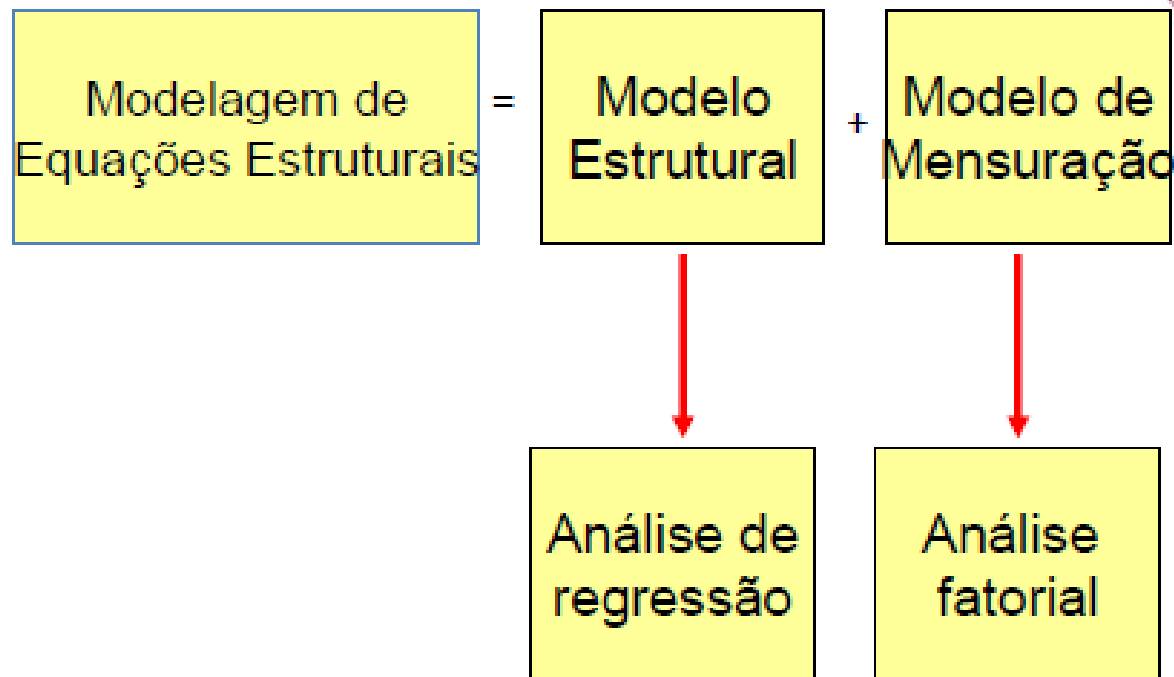 Modelagem de
Equações Estruturais
=
Modelo
Estrutural
+
Modelo de
Mensuração
Análise de
regressão
Análise
fatorial